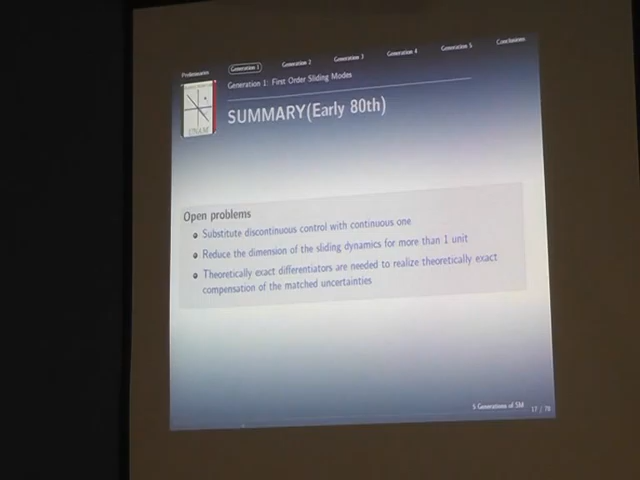 Preliminaries Generation 1 Generation 2 Generation 3 Generation 4 Generation 5 Conclusions
Generation 1: First Order Sliding Modes
SUMMARY(Early 80th)
Open problems
Substitute discontinuous control with continuous one
Reduce the dimension of the sliding dynamics for more than 1 unit
Theoretically exact differentiators are needed to realize theoretically exact
compensation of the matched uncertainties
5 Generations of SM 17 / 78